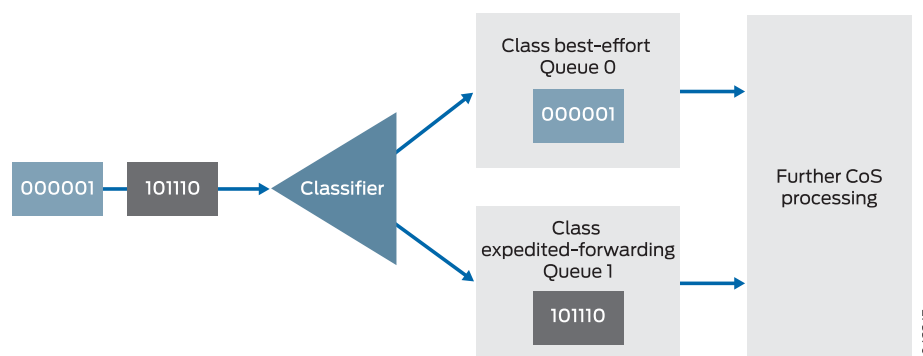 000001
101110
Classifier
Class best-effort
Queue 0
000001
Class
expedited-forwarding
Queue 1
101110
Further CoS
processing